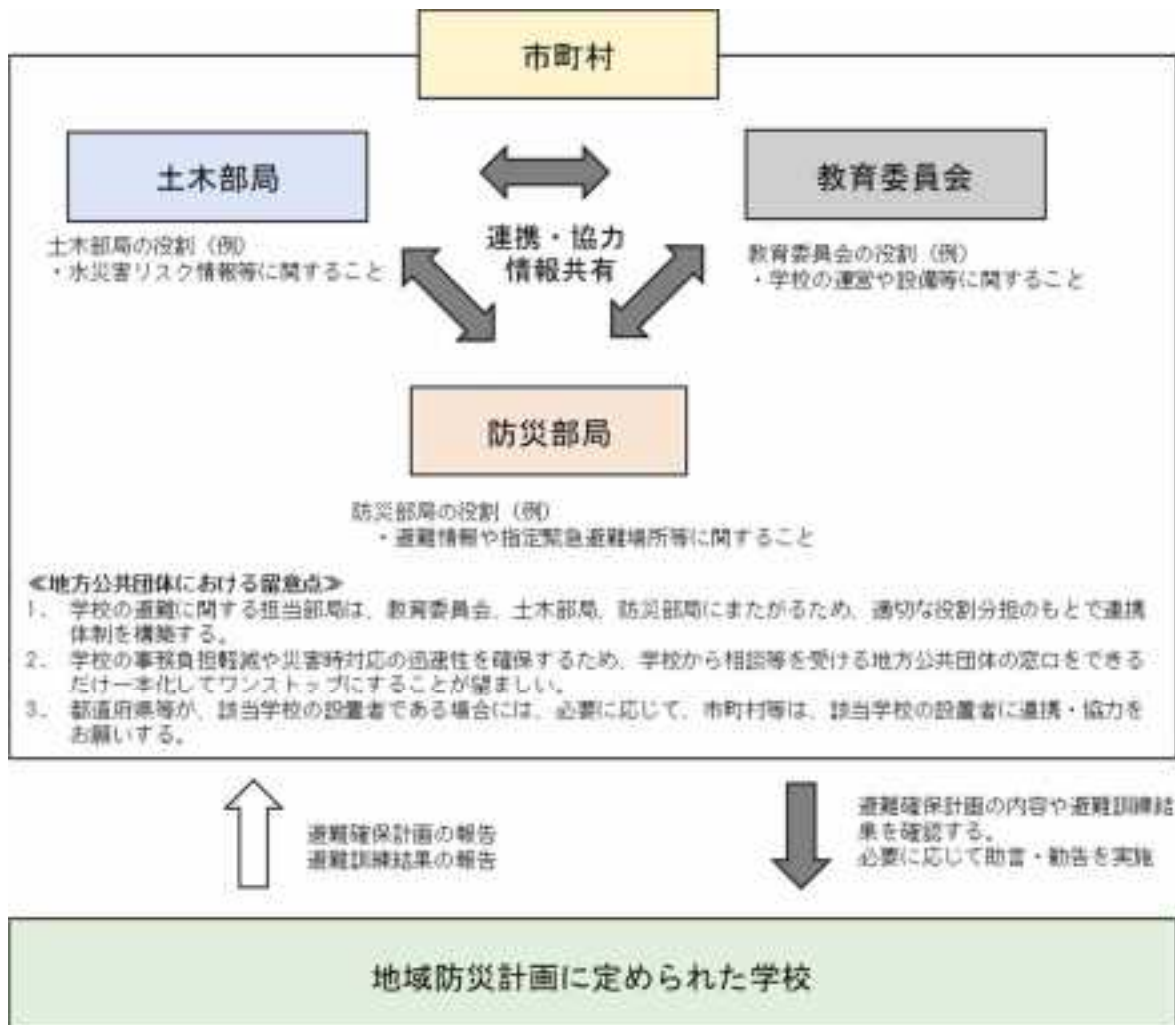 市町村
土木部局
教育委員会
連携・協力
情報共有
土木部局の役割（例）
・水災害リスク情報等に関すること
教育委員会の役割（例）
・学校の運営や設備等に関すること
防災部局
防災部局の役割（例）
・避難情報や指定緊急避難場所等に関すること
≪地方公共団体における留意点≫
1． 学校の避難に関する担当部局は、教育委員会、土木部局、防災部局にまたがるため、適切な役割分担のもとで連携
体制を構築する。
2． 学校の事務負担軽減や災害時対応の迅速性を確保するため、学校から相談等を受ける地方公共団体の窓口をできる
だけ一本化してワンストップにすることが望ましい。
3． 都道府県等が、該当学校の設置者である場合には、必要に応じて、市町村等は、該当学校の設置者に連携・協力を
お願いする。
避難確保計画の報告
避難訓練結果の報告
避難確保計画の内容や避難訓練結
果を確認する。
必要に応じて助言・勧告を実施
地域防災計画に定められた学校